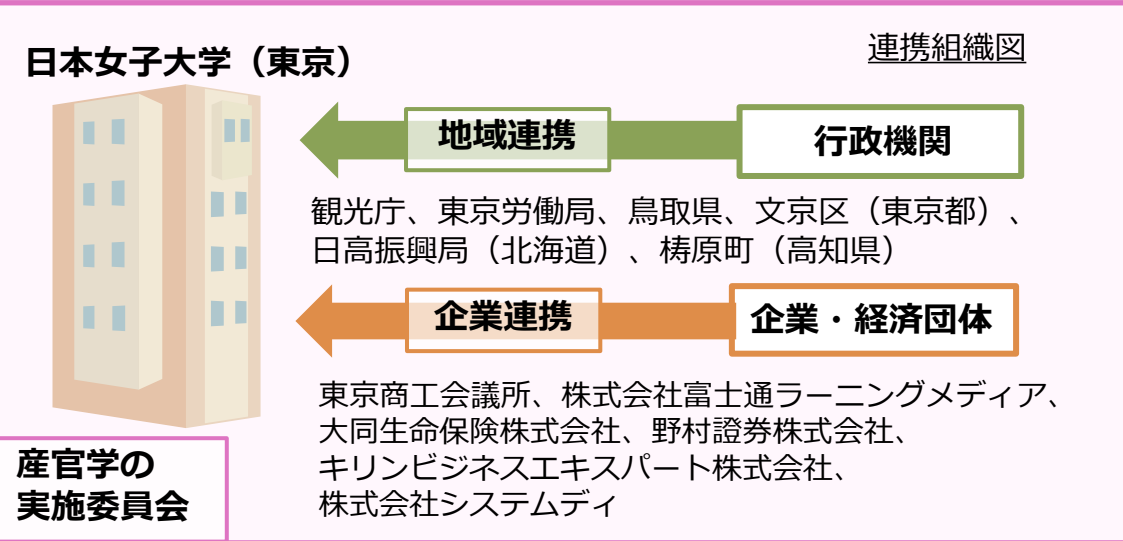 連携組織図
日本女子大学（東京）
地域連携
行政機関
観光庁、東京労働局、鳥取県、文京区（東京都）、
日高振興局（北海道）、梼原町（高知県）
企業連携
企業・経済団体
東京商工会議所、株式会社富士通ラーニングメディア、
大同生命保険株式会社、野村證券株式会社、
キリンビジネスエキスパート株式会社、
株式会社システムディ
産官学の
実施委員会